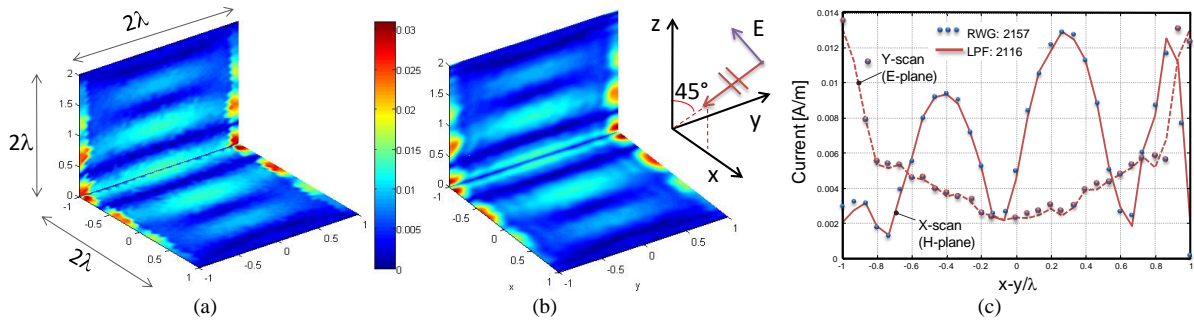 2λ
2λ
2λ
2
1.5
1
0.5
0
-1
-0.5
0
0.5
1
-1
-0.5
0
0.5
1
(a)
0.03
0.025
0.02
0.015
0.01
0.005
0
2
1.5
1
0.5
0
-1
-0.5
0
0.5
1
-1
-0.5
0
0.5
1
x
y
(b)
z
E
45°
y
x
(c)
Current [A/m]
0.014
0.012
0.01
0.008
0.006
0.004
0.002
0
-1
-0.8
-0.6
-0.4
-0.2
0
0.2
0.4
0.6
0.8
1
x-y/λ
RWG: 2157
LPF: 2116
Y-scan
(E-plane)
X-scan
(H-plane)